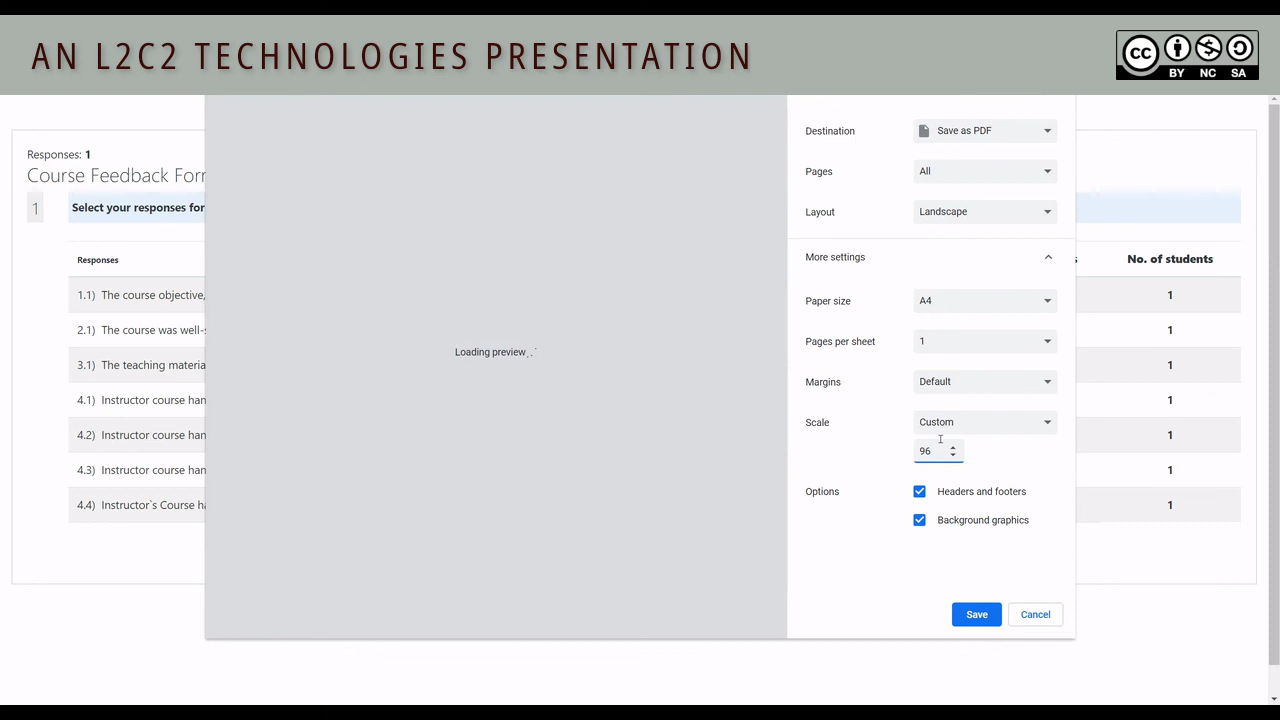 AN L2C2 TECHNOLOGIES PRESENTATION
CC
BY NC SA
Responses: 1
Course Feedback For
1
Select your responses for
Responses
No. of students
1.1) The course objective,
1
2.1) The course was well-s
1
3.1) The teaching materia
1
4.1) Instructor course han
1
4.2) Instructor course han
1
4.3) Instructor course han
1
4.4) Instructor`s Course ha
1
Loading preview
Destination
Save as PDF
Pages
All
Layout
Landscape
More settings
Paper size
A4
Pages per sheet
1
Margins
Default
Scale
Custom
96
Options
Headers and footers
Background graphics
Save
Cancel